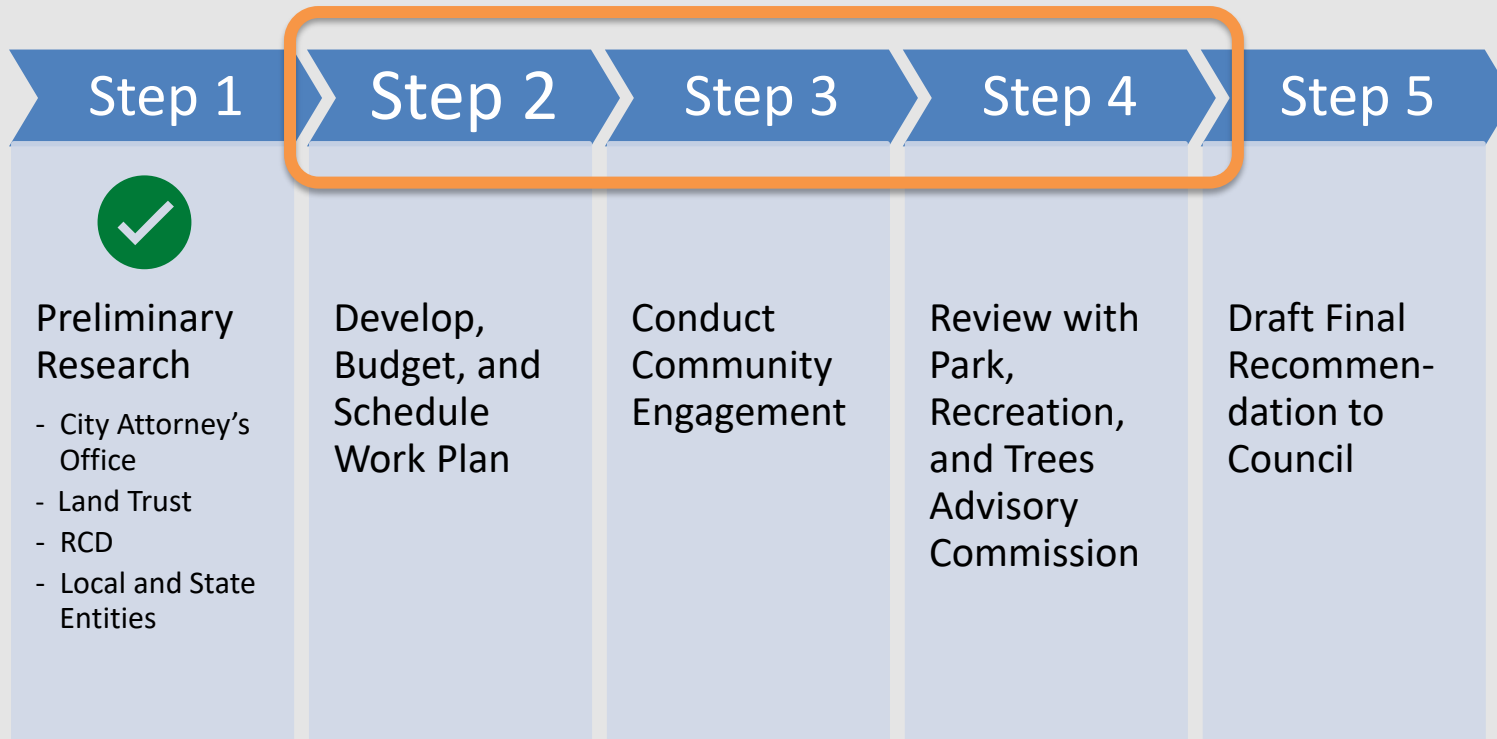 Step 1
Step 2
Step 3
Step 4
Step 5
Preliminary
Research
- City Attorney's
Office
- Land Trust
- RCD
- Local and State
Entities
Develop,
Budget, and
Schedule
Work Plan
Conduct
Community
Engagement
Review with
Park,
Recreation,
and Trees
Advisory
Commission
Draft Final
Recommen-
dation to
Council